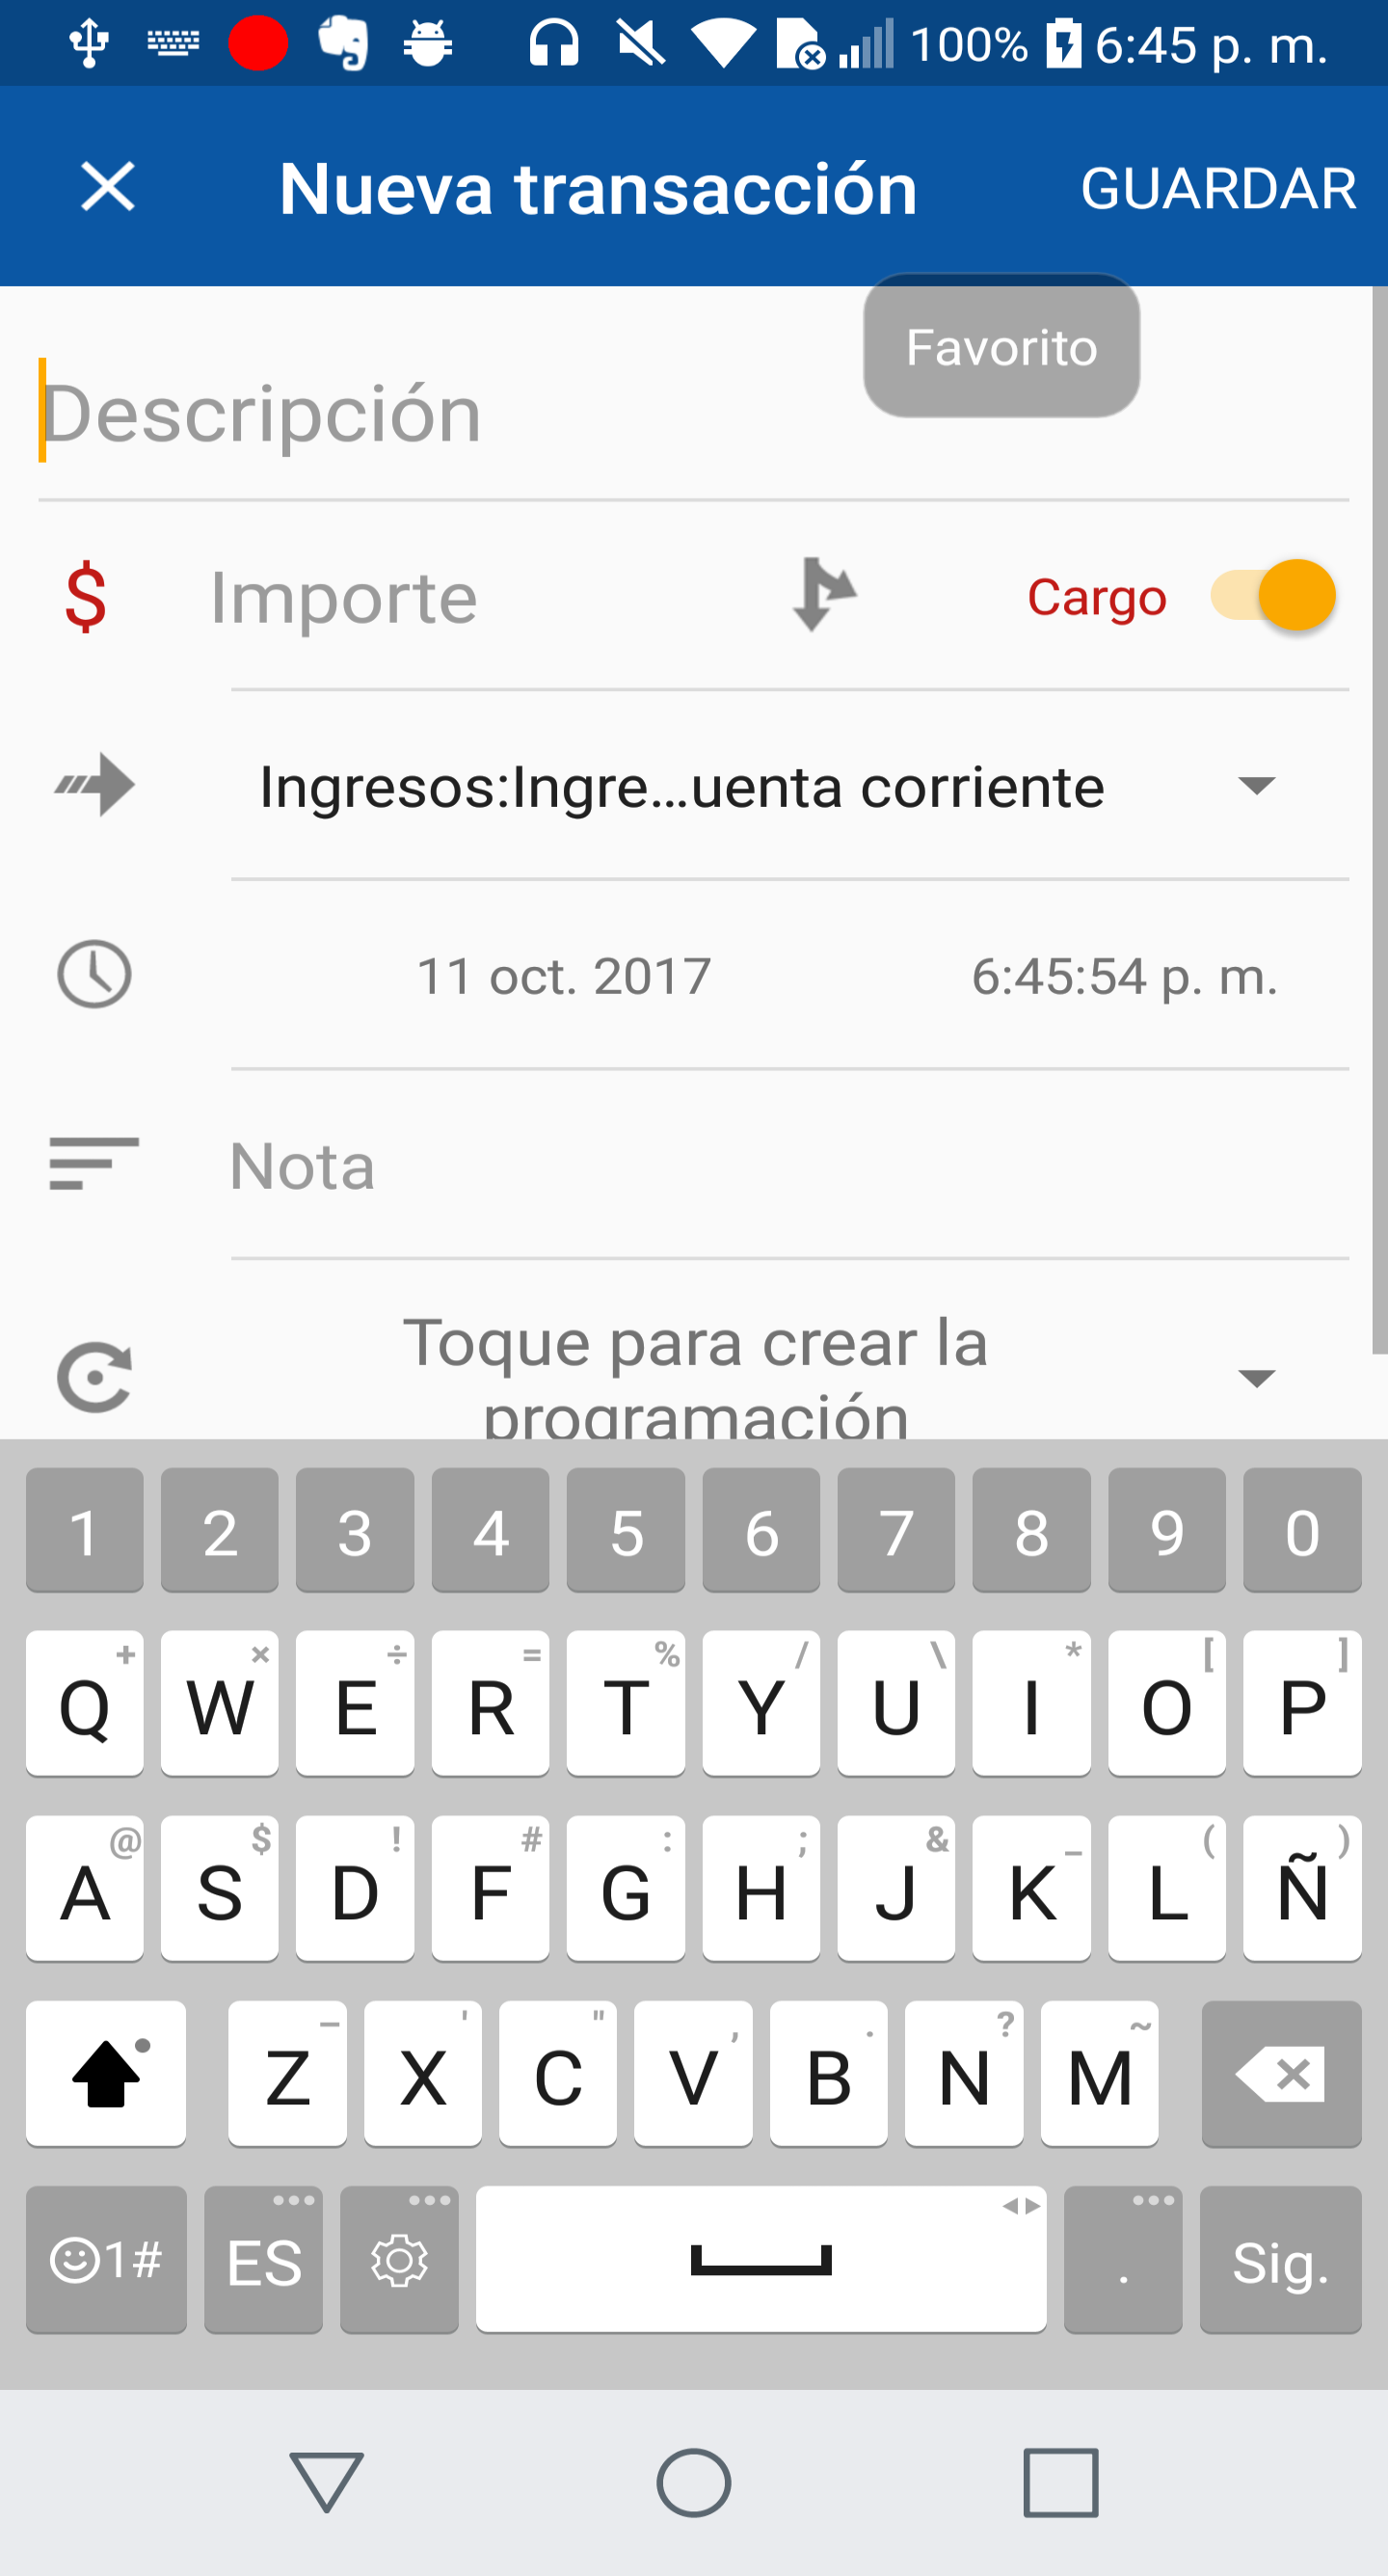 100% 6:45 p. m.
Nueva transacción GUARDAR
Favorito
Descripción
$ Importe Cargo
Ingresos:Ingre...uenta corriente
11 oct. 2017 6:45:54 p. m.
Nota
Toque para crear la
programación
1 2 3 4 5 6 7 8 9 0
+ × ÷ = % / \ * [ ]
Q W E R T Y U I O P
@ $ ! # : ; & _ ( )
A S D F G H J K L Ñ
– ' " , . ? ~
Z X C V B N M
1# ES . Sig.